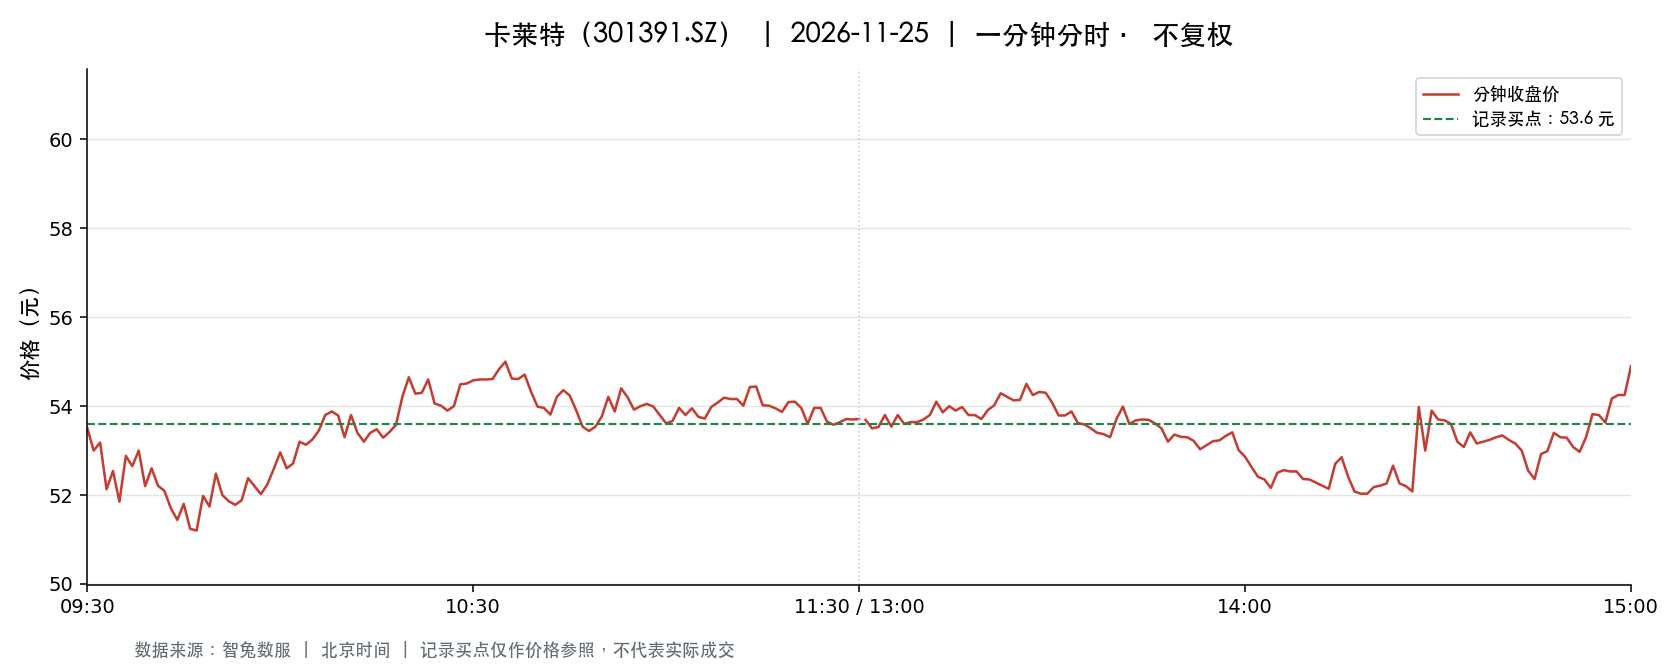 卡莱特（301391.SZ） | 2026-11-25 | 一分钟分时 · 不复权
分钟收盘价
记录买点：53.6 元
价格（元）
60
58
56
54
52
50
09:30 10:30 11:30 / 13:00 14:00 15:00
数据来源：智兔数服 | 北京时间 | 记录买点仅作价格参照，不代表实际成交